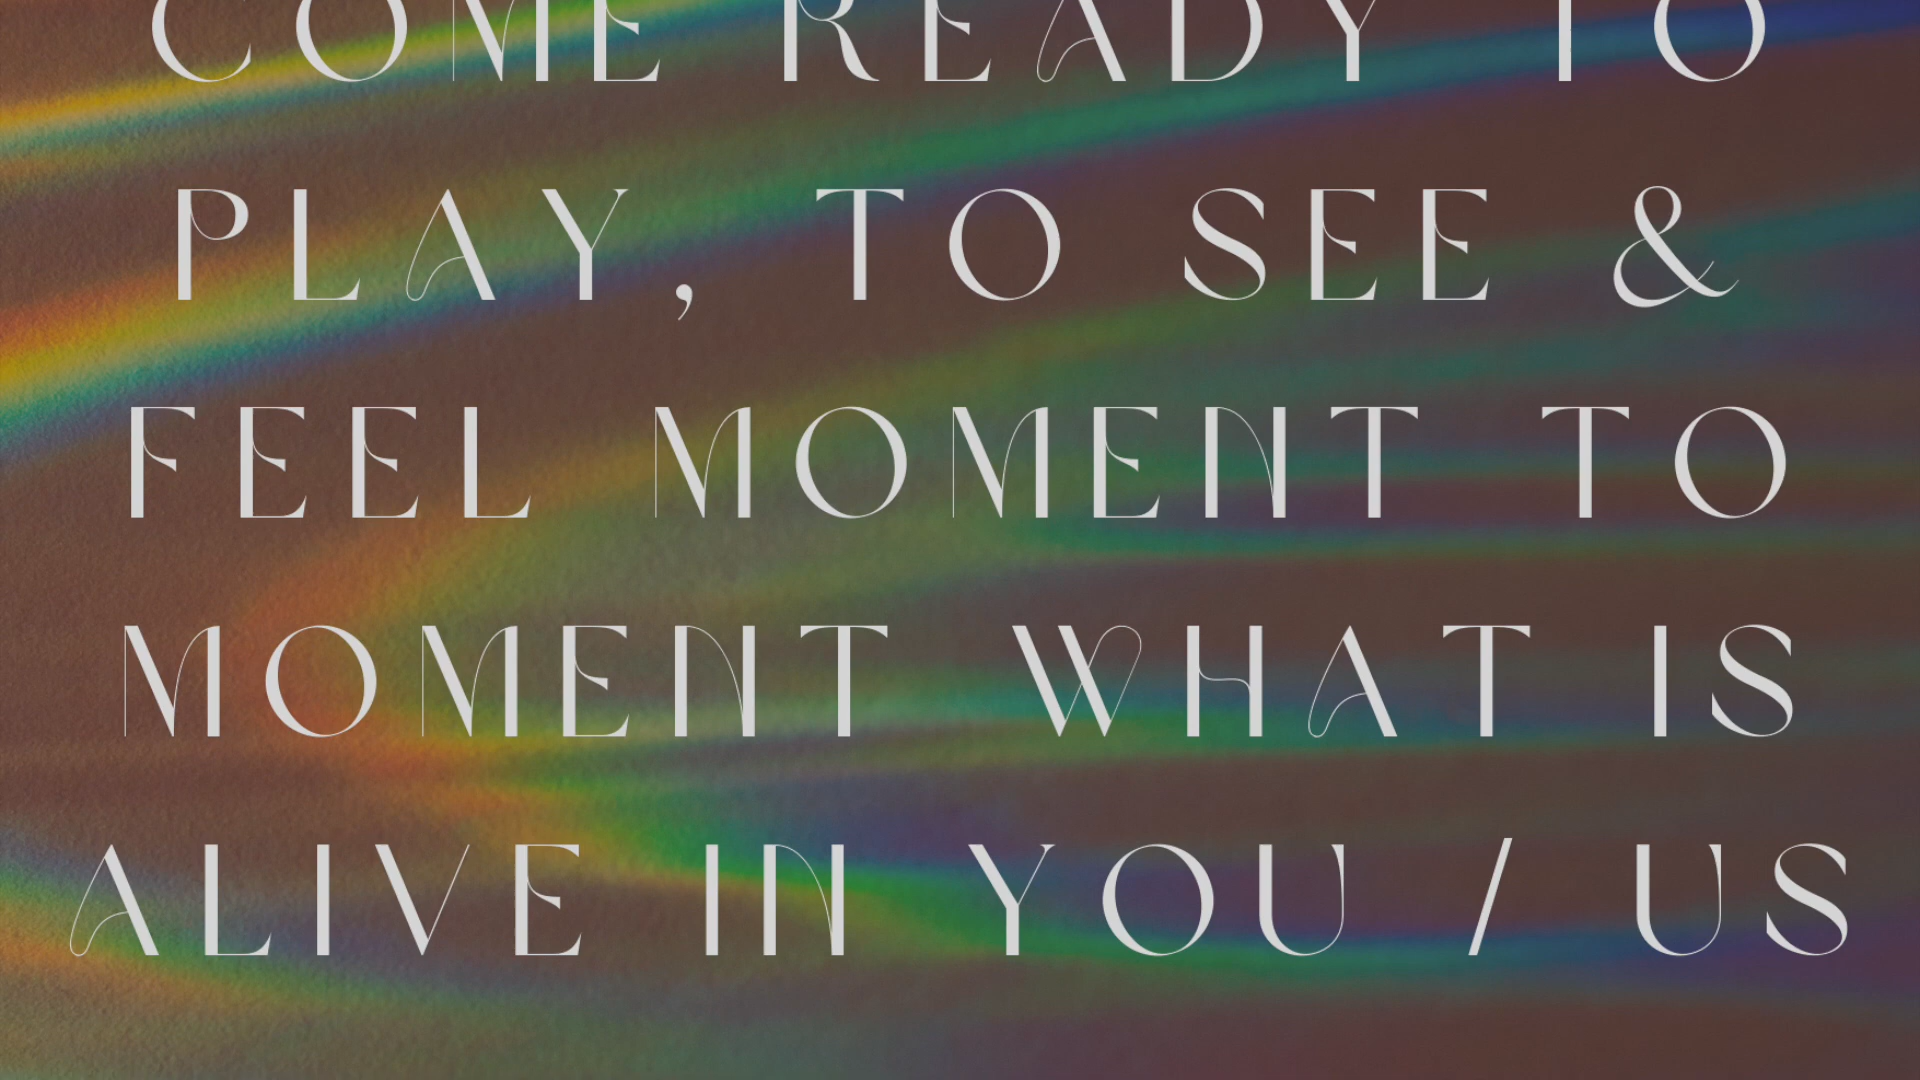 COME READY TO
PLAY, TO SEE &
FEEL MOMENT TO
MOMENT WHAT IS
ALIVE IN YOU / US